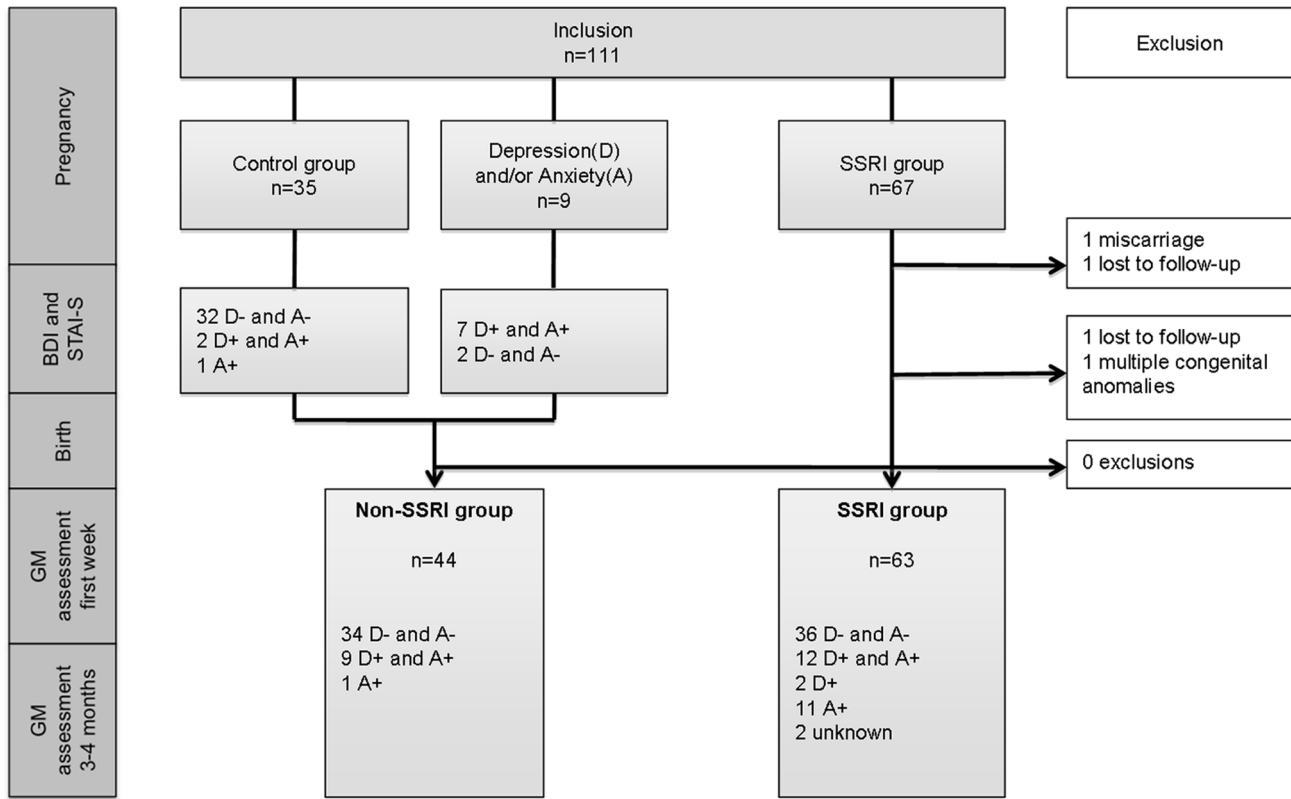 Inclusion
n=111
Exclusion
Pregnancy
Control group
n=35
Depression(D)
and/or Anxiety(A)
n=9
SSRI group
n=67
1 miscarriage
1 lost to follow-up
BDI and
STAI-S
32 D- and A-
2 D+ and A+
1 A+
7 D+ and A+
2 D- and A-
1 lost to follow-up
1 multiple congenital
anomalies
Birth
0 exclusions
GM
assessment
first week
Non-SSRI group
n=44
34 D- and A-
9 D+ and A+
1 A+
SSRI group
n=63
36 D- and A-
12 D+ and A+
2 D+
11 A+
2 unknown
GM
assessment
3-4 months